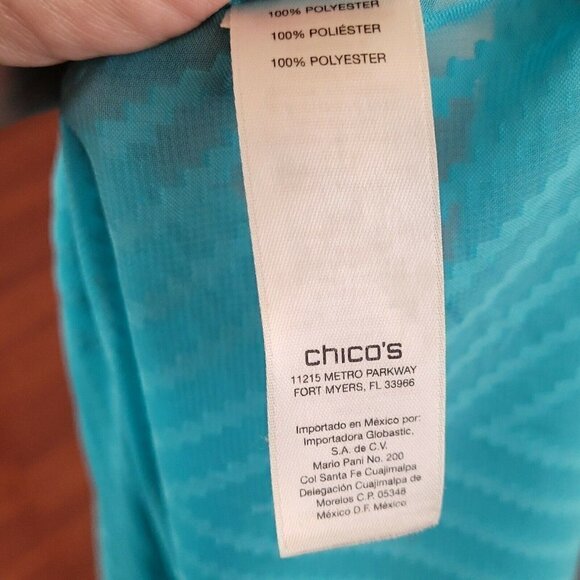 100% POLYESTER
100% POLIÉSTER
100% POLYESTER
chico's
11215 METRO PARKWAY
FORT MYERS, FL 33966
Importado en México por:
Importadora Globastic,
S.A. de C.V.
Mario Pani No. 200
Col Santa Fe Cuajimalpa
Delegación Cuajimalpa de
Morelos C.P. 05348
México D.F. México